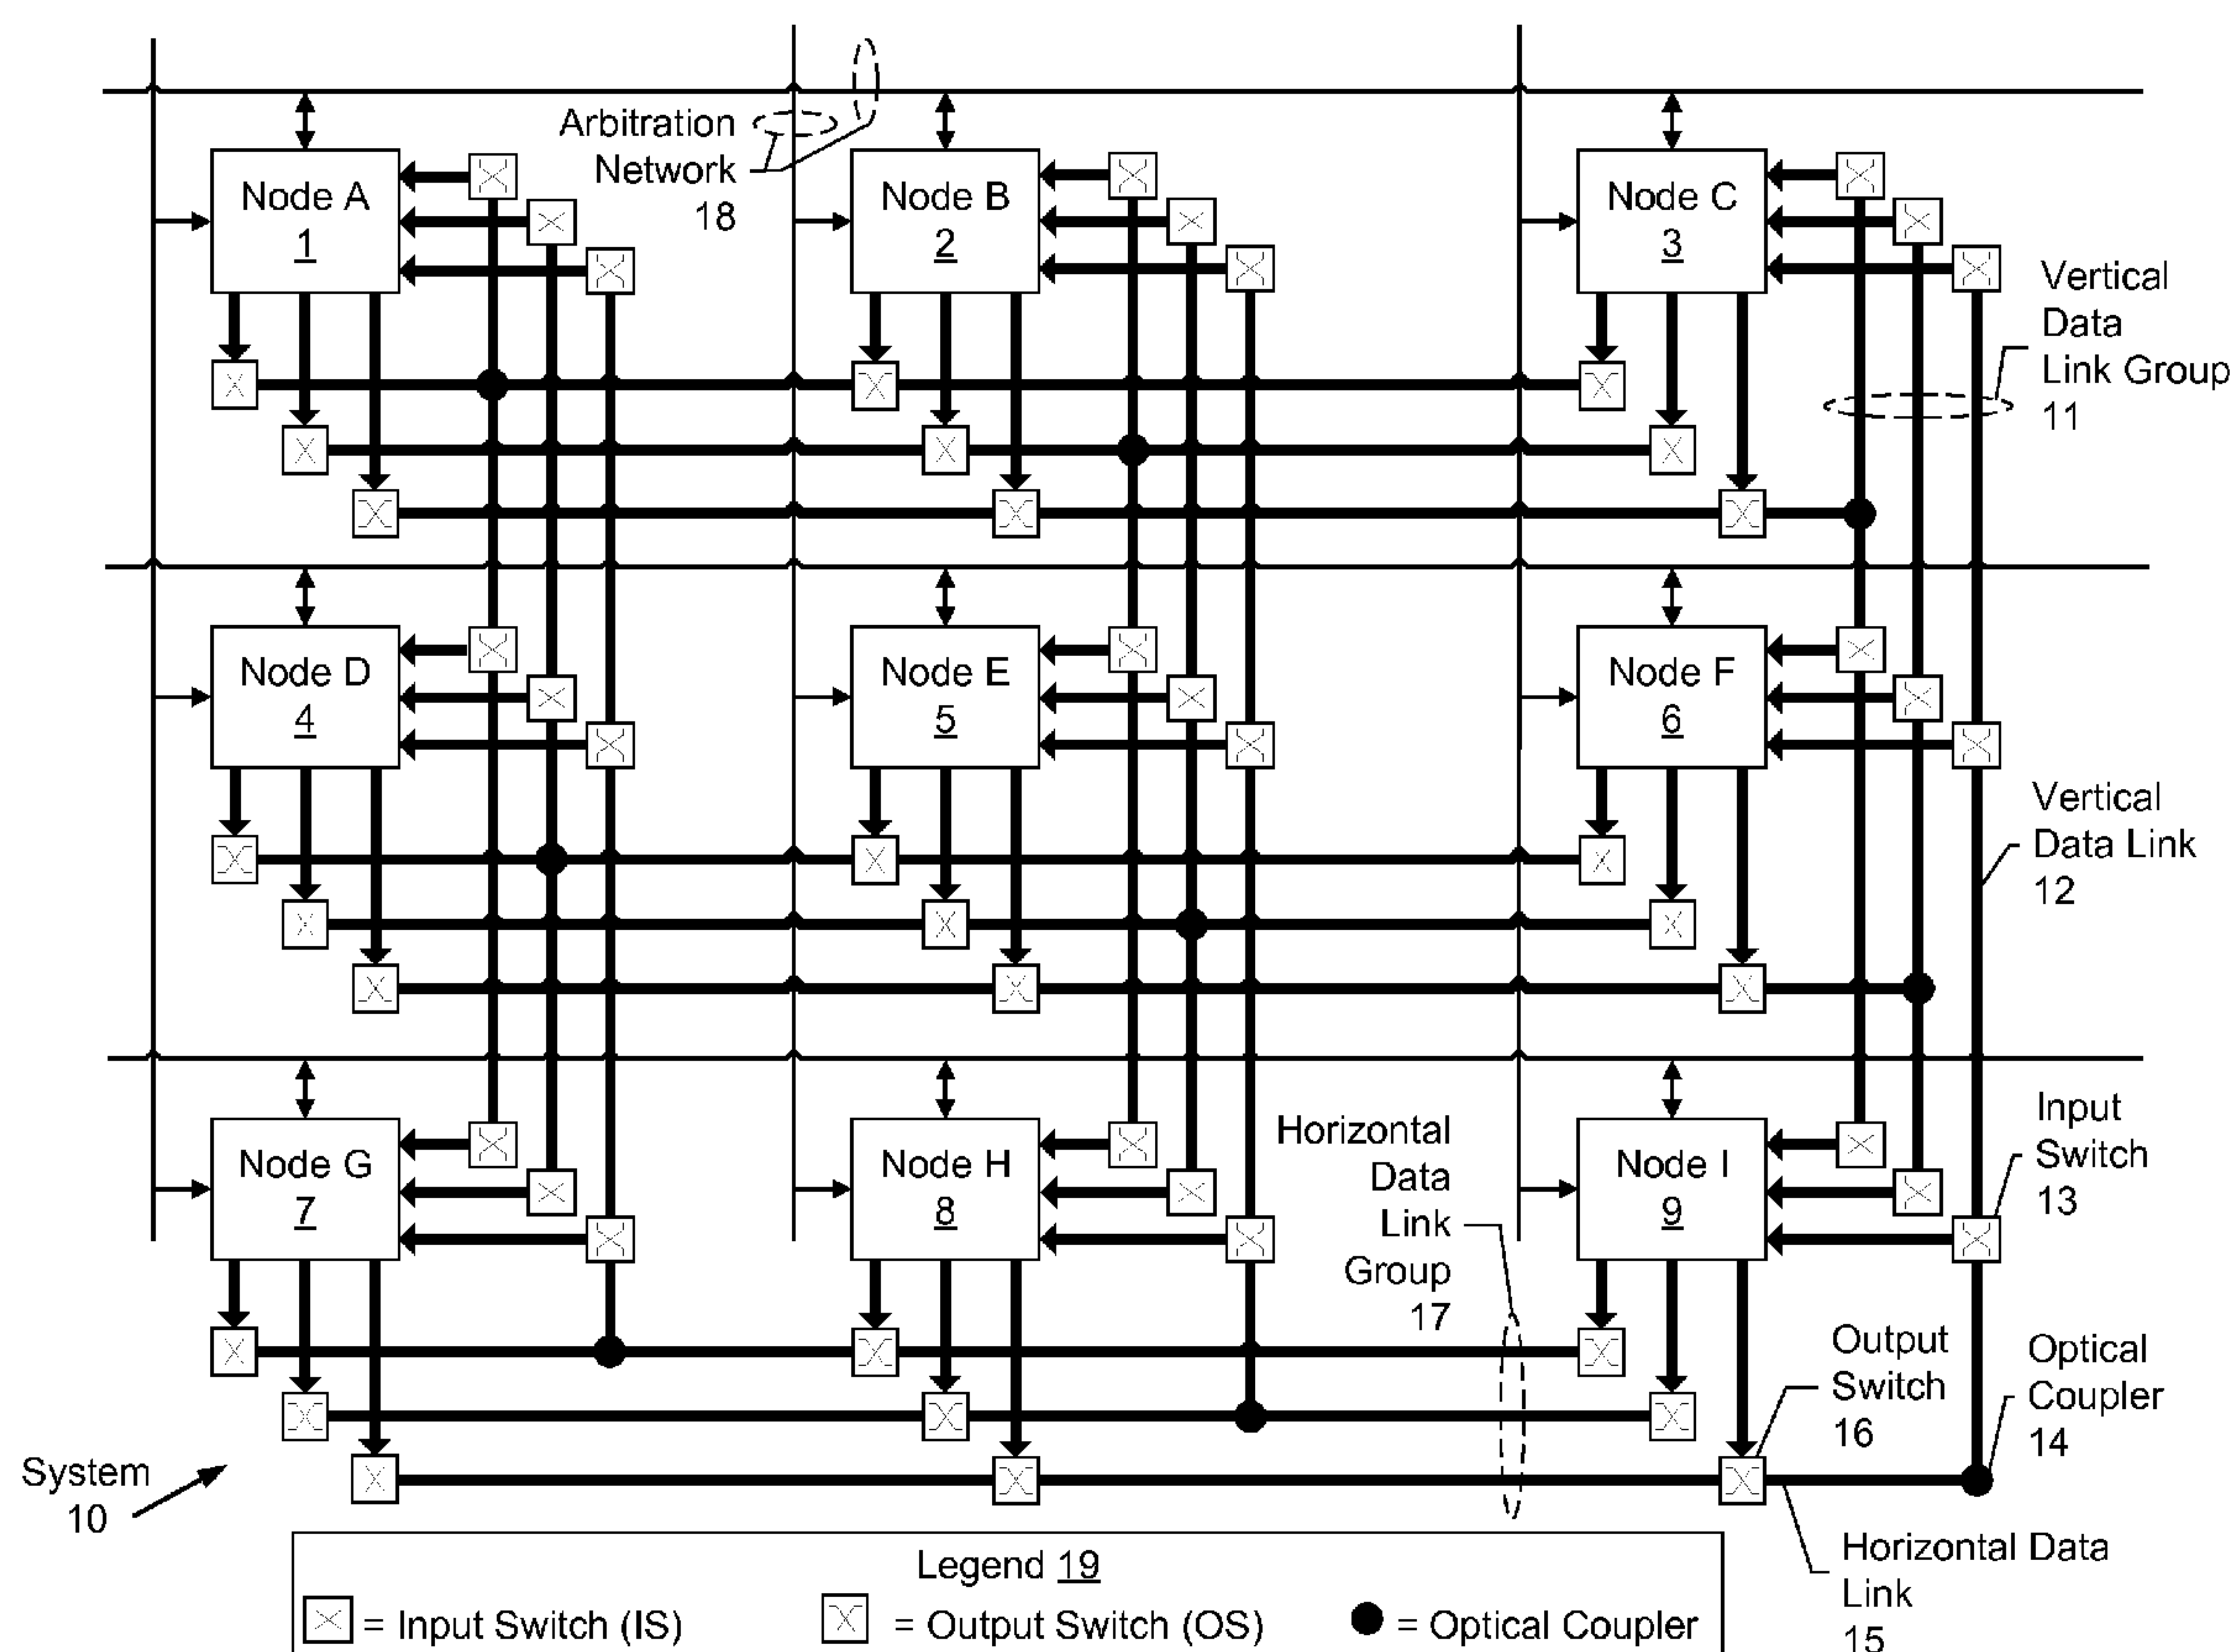 Arbitration
Network
18
Node A
1
Node B
2
Node C
3
Vertical
Data
Link Group
11
Node D
4
Node E
5
Node F
6
Vertical
Data Link
12
Node G
7
Node H
8
Node I
9
Horizontal
Data
Link
Group
17
Input
Switch
13
Output
Switch
16
Optical
Coupler
14
System
10
Horizontal Data
Link
15
Legend 19
= Input Switch (IS)
= Output Switch (OS)
= Optical Coupler